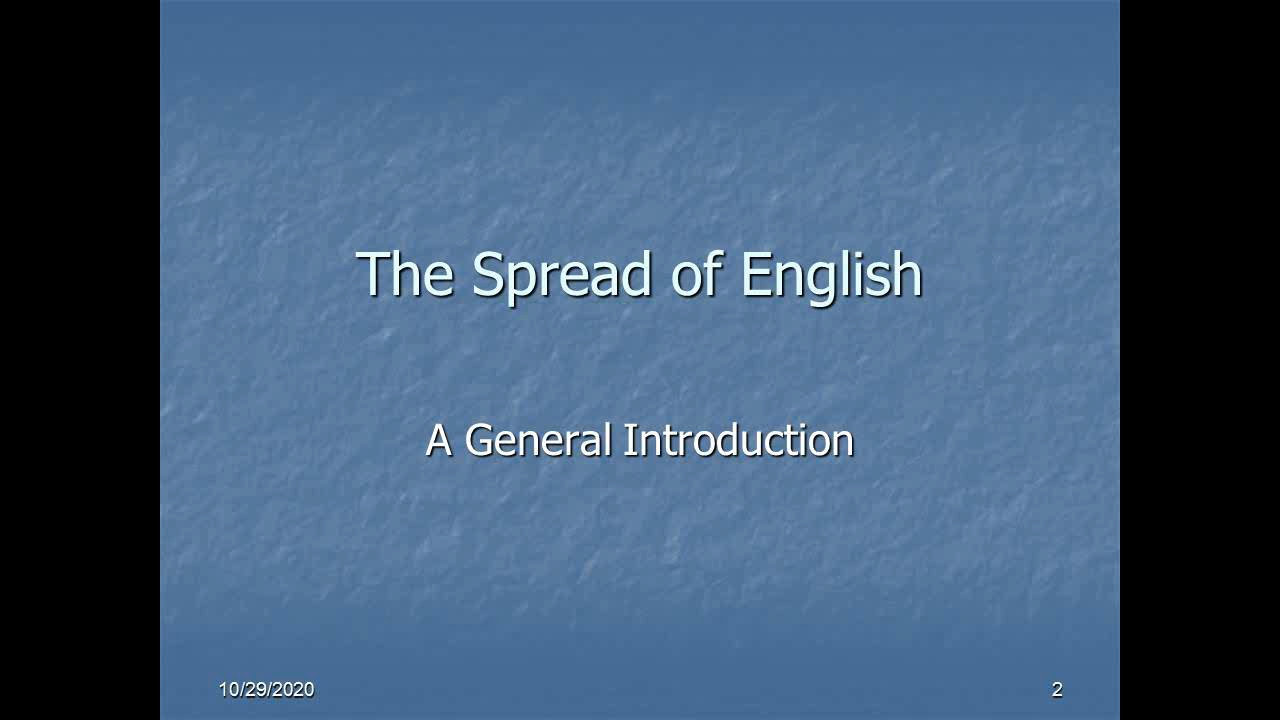 The Spread of English
A General Introduction
10/29/2020
2